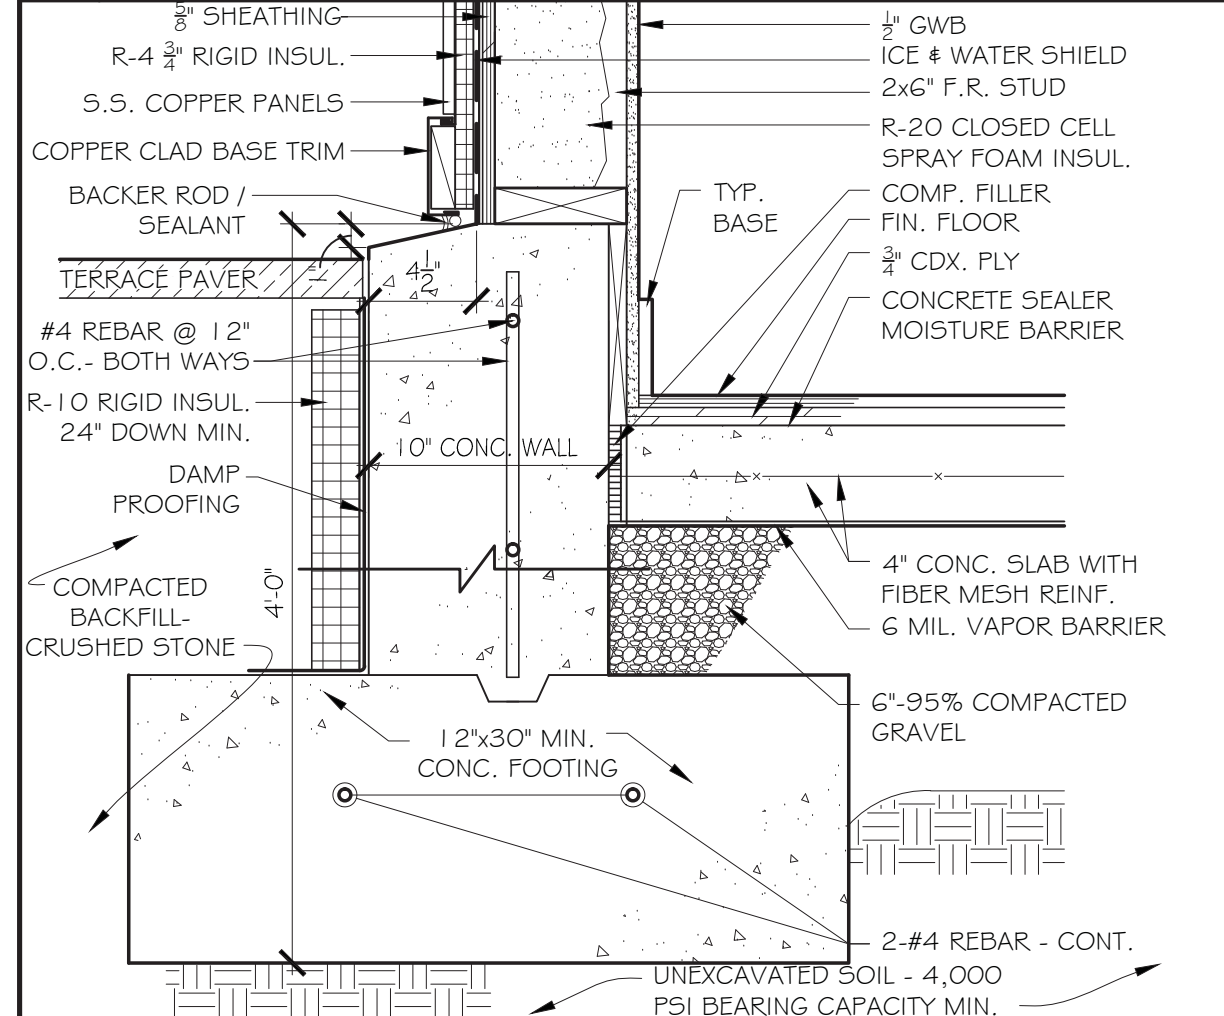 5/8" SHEATHING
R-4 3/4" RIGID INSUL.
S.S. COPPER PANELS
COPPER CLAD BASE TRIM
BACKER ROD /
SEALANT
TERRACE PAVER
1"
4 1/2"
#4 REBAR @ 12"
O.C.- BOTH WAYS
R-10 RIGID INSUL.
24" DOWN MIN.
10" CONC. WALL
DAMP
PROOFING
COMPACTED
BACKFILL-
CRUSHED STONE
4'-0"
12"x30" MIN.
CONC. FOOTING
1/2" GWB
ICE & WATER SHIELD
2x6" F.R. STUD
R-20 CLOSED CELL
SPRAY FOAM INSUL.
TYP.
BASE
COMP. FILLER
FIN. FLOOR
3/4" CDX. PLY
CONCRETE SEALER
MOISTURE BARRIER
4" CONC. SLAB WITH
FIBER MESH REINF.
6 MIL. VAPOR BARRIER
6"-95% COMPACTED
GRAVEL
2-#4 REBAR - CONT.
UNEXCAVATED SOIL - 4,000
PSI BEARING CAPACITY MIN.